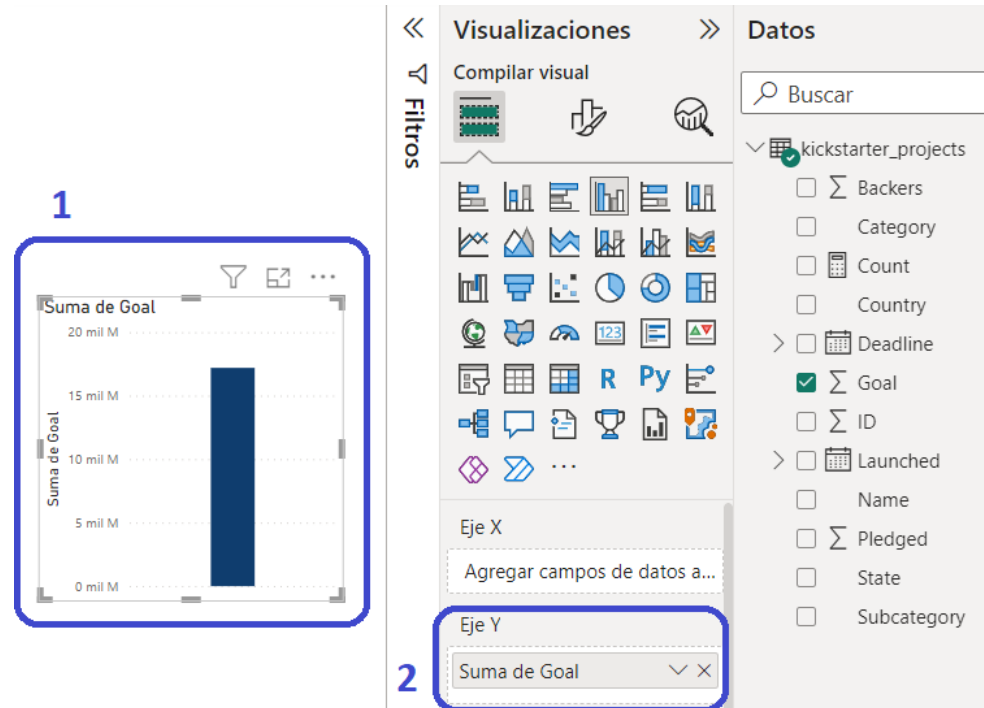 1
Suma de Goal
20 mil M
15 mil M
10 mil M
5 mil M
0 mil M
Suma de Goal
Filtros
Visualizaciones
Compilar visual
123
R
Py
Eje X
Agregar campos de datos a...
Eje Y
2
Suma de Goal
Datos
Buscar
kickstarter_projects
Backers
Category
Count
Country
Deadline
Goal
ID
Launched
Name
Pledged
State
Subcategory